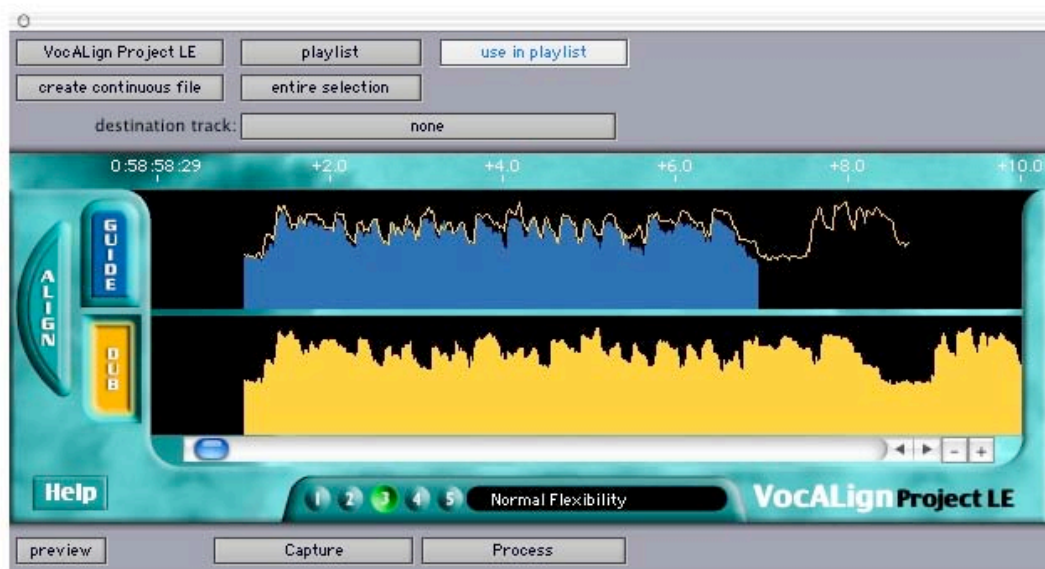 VocALign Project LE playlist use in playlist
create continuous file entire selection
destination track: none
0:58:58:29 +2.0 +4.0 +6.0 +8.0 +10.0
ALIGN
GUIDE
DUB
- +
Help 1 2 3 4 5 Normal Flexibility VocALign Project LE
preview Capture Process